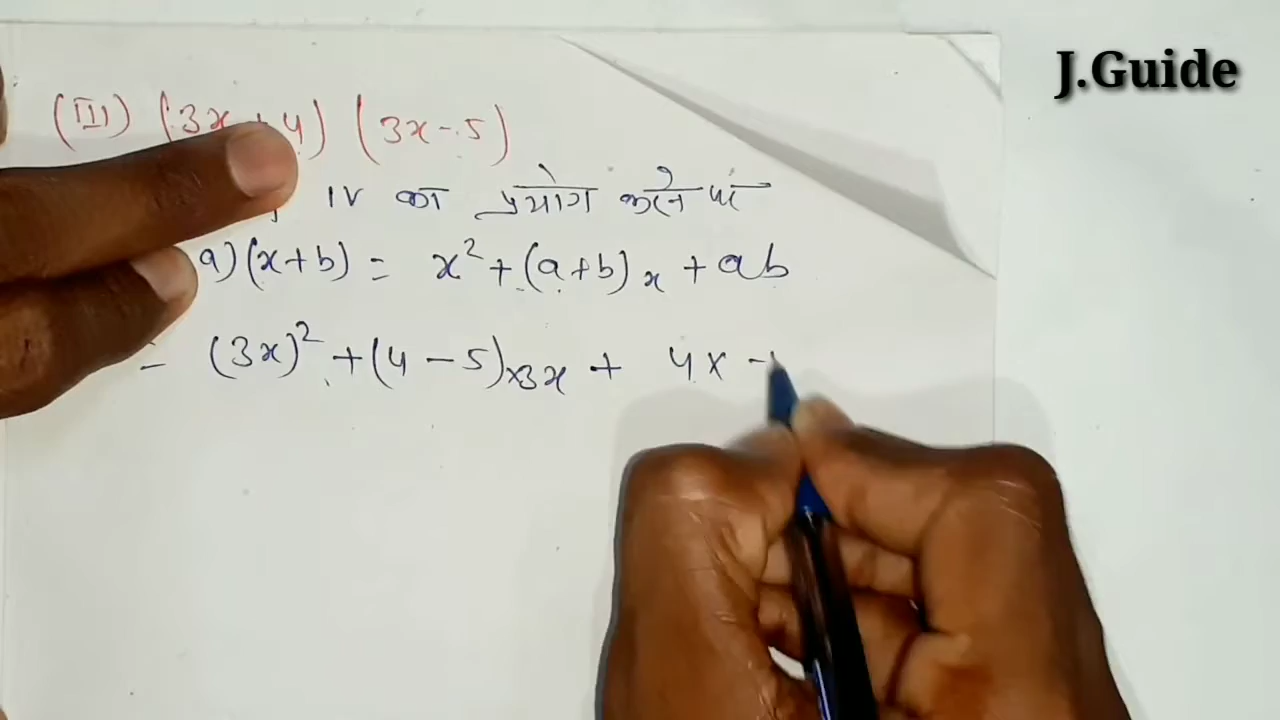 J.Guide
(III) (3x+4) (3x-5)
IV का प्रयोग करने पर
a)(x+b) = x²+(a+b)x +ab
= (3x)² +(4-5)×3x + 4× -